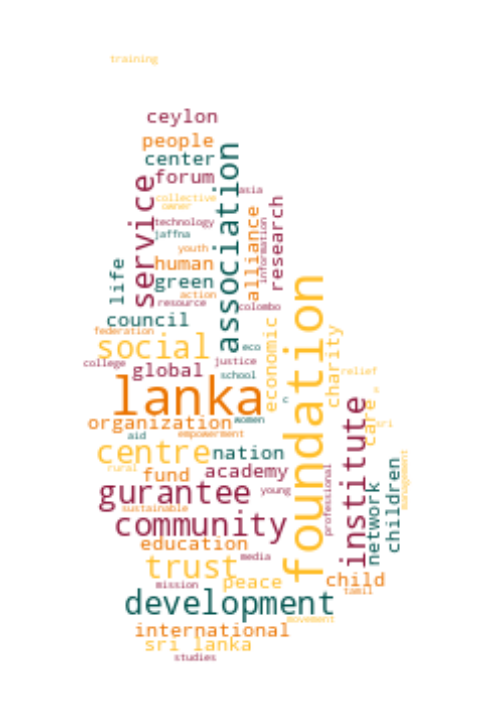 training
ceylon
people
center
forum
association
service
asia
collective
owner
technology
jaffna
alliance
information
research
youth
human
life
green
action
resource
colombo
council
federation
social
eco
economic
foundation
charity
college
global
justice
school
relief
lanka
c
s
organization
women
care
sri
aid
empowerment
institute
centre
nation
rural
fund
academy
professional
network
children
management
gurantee
young
sustainable
community
education
media
trust
mission
peace
child
tamil
development
movement
international
sri lanka
studies